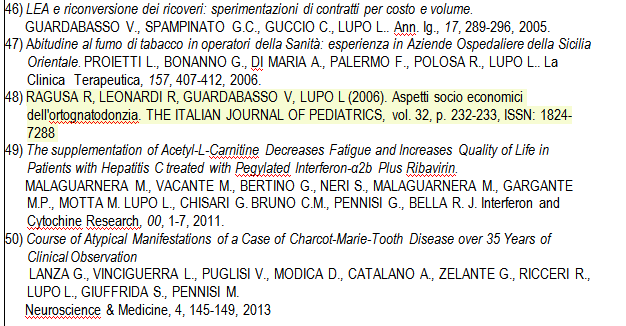 46) LEA e riconversione dei ricoveri: sperimentazioni di contratti per costo e volume.
GUARDABASSO V., SPAMPINATO G.C., GUCCIO C., LUPO L.. Ann. Ig., 17, 289-296, 2005.
47) Abitudine al fumo di tabacco in operatori della Sanità: esperienza in Aziende Ospedaliere della Sicilia
Orientale. PROIETTI L., BONANNO G., DI MARIA A., PALERMO F., POLOSA R., LUPO L.. La
Clinica Terapeutica, 157, 407-412, 2006.
48) RAGUSA R, LEONARDI R, GUARDABASSO V, LUPO L (2006). Aspetti socio economici
dell'ortognatodonzia. THE ITALIAN JOURNAL OF PEDIATRICS, vol. 32, p. 232-233, ISSN: 1824-
7288
49) The supplementation of Acetyl-L-Carnitine Decreases Fatigue and Increases Quality of Life in
Patients with Hepatitis C treated with Pegylated Interferon-α2b Plus Ribavirin.
MALAGUARNERA M., VACANTE M., BERTINO G., NERI S., MALAGUARNERA M., GARGANTE
M.P., MOTTA M. LUPO L., CHISARI G. BRUNO C.M., PENNISI G., BELLA R. J. Interferon and
Cytochine Research, 00, 1-7, 2011.
50) Course of Atypical Manifestations of a Case of Charcot-Marie-Tooth Disease over 35 Years of
Clinical Observation
LANZA G., VINCIGUERRA L., PUGLISI V., MODICA D., CATALANO A., ZELANTE G., RICCERI R.,
LUPO L., GIUFFRIDA S., PENNISI M.
Neuroscience & Medicine, 4, 145-149, 2013